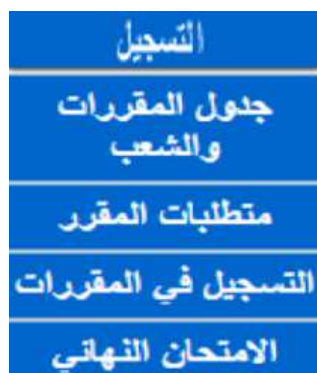 التسجيل
جدول المقررات
والشعب
متطلبات المقرر
التسجيل في المقررات
الامتحان النهائي